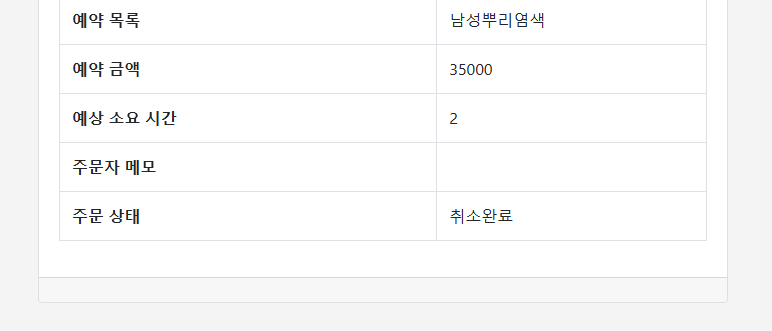 예약 목록 남성뿌리염색
예약 금액 35000
예상 소요 시간 2
주문자 메모
주문 상태 취소완료